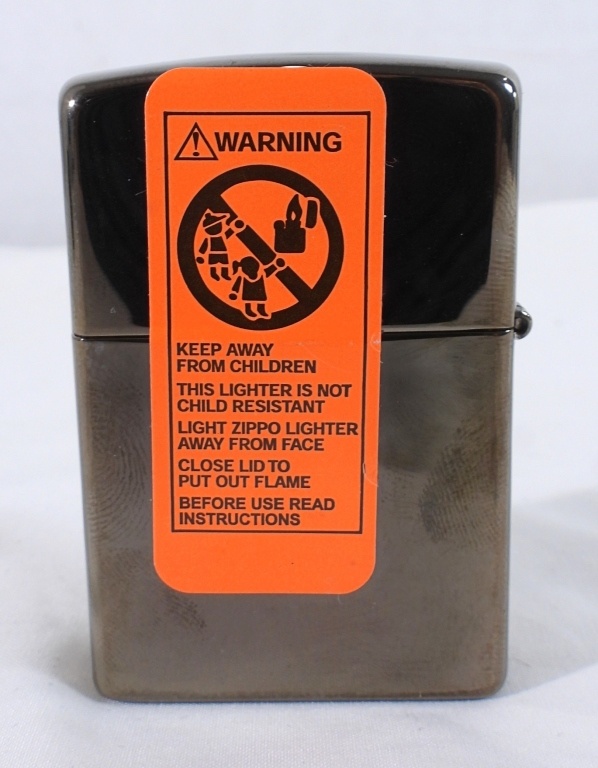 WARNING
KEEP AWAY
FROM CHILDREN
THIS LIGHTER IS NOT
CHILD RESISTANT
LIGHT ZIPPO LIGHTER
AWAY FROM FACE
CLOSE LID TO
PUT OUT FLAME
BEFORE USE READ
INSTRUCTIONS